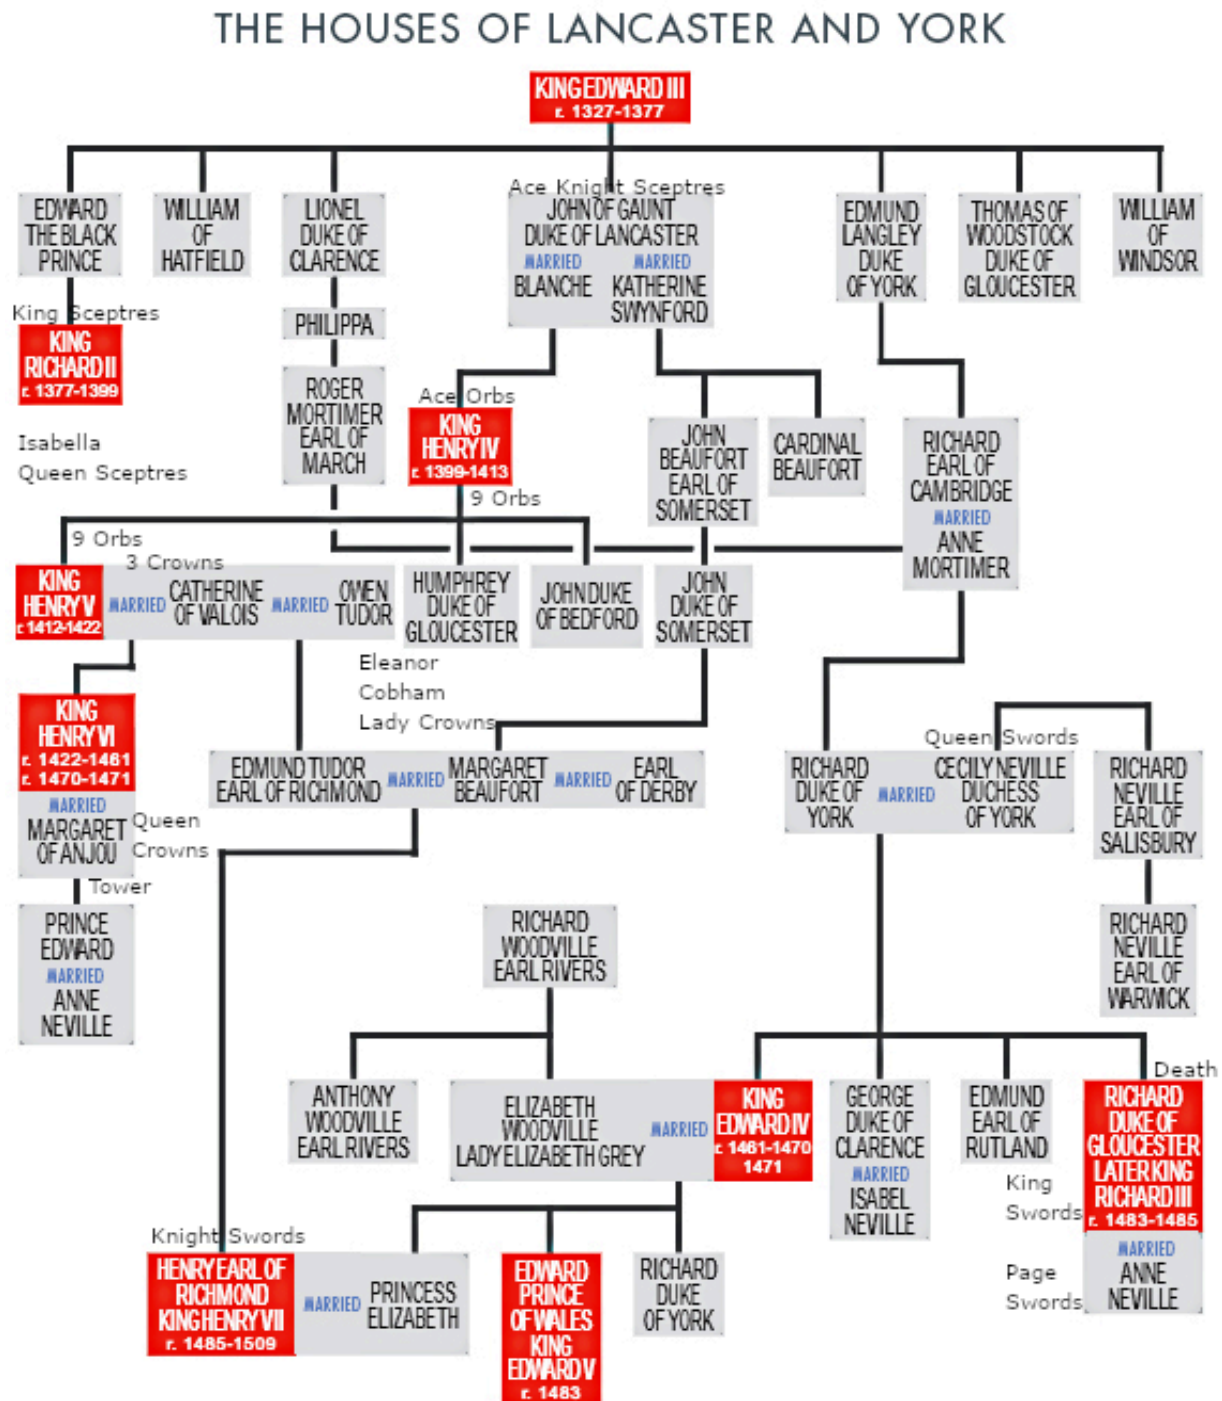 THE HOUSES OF LANCASTER AND YORK
KING EDWARD III
r. 1327-1377
EDWARD
THE BLACK
PRINCE
WILLIAM
OF
HATFIELD
LIONEL
DUKE OF
CLARENCE
Ace Knight Sceptres
JOHN OF GAUNT
DUKE OF LANCASTER
MARRIED MARRIED
BLANCHE KATHERINE
SWYNFORD
EDMUND
LANGLEY
DUKE
OF YORK
THOMAS OF
WOODSTOCK
DUKE OF
GLOUCESTER
WILLIAM
OF
WINDSOR
King Sceptres
KING
RICHARD II
r. 1377-1399
Isabella
Queen Sceptres
PHILIPPA
ROGER
MORTIMER
EARL OF
MARCH
Ace Orbs
KING
HENRY IV
r. 1399-1413
9 Orbs
JOHN
BEAUFORT
EARL OF
SOMERSET
CARDINAL
BEAUFORT
RICHARD
EARL OF
CAMBRIDGE
MARRIED
ANNE
MORTIMER
9 Orbs
3 Crowns
KING
HENRY V
r 1412-1422
MARRIED
CATHERINE
OF VALOIS
MARRIED
OWEN
TUDOR
HUMPHREY
DUKE OF
GLOUCESTER
JOHN DUKE
OF BEDFORD
JOHN
DUKE OF
SOMERSET
Eleanor
Cobham
Lady Crowns
KING
HENRY VI
r. 1422-1461
r. 1470-1471
MARRIED
MARGARET
OF ANJOU
Queen
Crowns
Tower
PRINCE
EDWARD
MARRIED
ANNE
NEVILLE
EDMUND TUDOR
EARL OF RICHMOND
MARRIED
MARGARET
BEAUFORT
MARRIED
EARL
OF DERBY
Queen Swords
RICHARD
DUKE OF
YORK
MARRIED
CECILY NEVILLE
DUCHESS
OF YORK
RICHARD
NEVILLE
EARL OF
SALISBURY
RICHARD
NEVILLE
EARL OF
WARWICK
RICHARD
WOODVILLE
EARL RIVERS
ANTHONY
WOODVILLE
EARL RIVERS
ELIZABETH
WOODVILLE
LADY ELIZABETH GREY
MARRIED
KING
EDWARD IV
r. 1461-1470
1471
GEORGE
DUKE OF
CLARENCE
MARRIED
ISABEL
NEVILLE
EDMUND
EARL OF
RUTLAND
Death
RICHARD
DUKE OF
GLOUCESTER
LATER KING
RICHARD III
r. 1483-1485
MARRIED
ANNE
NEVILLE
King
Swords
Page
Swords
Knight Swords
HENRY EARL OF
RICHMOND
KING HENRY VII
r. 1485-1509
MARRIED
PRINCESS
ELIZABETH
EDWARD
PRINCE
OF WALES
KING
EDWARD V
r. 1483
RICHARD
DUKE
OF YORK